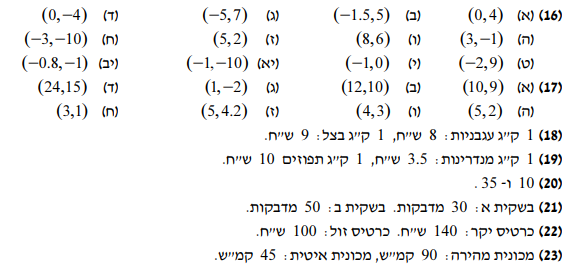 (16) (א) (0,4) (ב) (−1.5,5) (ג) (−5,7) (ד) (0,−4)
(ה) (3,−1) (ו) (8,6) (ז) (5,2) (ח) (−3,−10)
(ט) (−2,9) (י) (−1,0) (יא) (−1,−10) (יב) (−0.8,−1)
(17) (א) (10,9) (ב) (12,10) (ג) (1,−2) (ד) (24,15)
(ה) (5,2) (ו) (4,3) (ז) (5,4.2) (ח) (3,1)
(18) 1 ק״ג עגבניות: 8 ש״ח, 1 ק״ג בצל: 9 ש״ח.
(19) 1 ק״ג מנדרינות: 3.5 ש״ח, 1 ק״ג תפוזים 10 ש״ח.
(20) 10 ו- 35.
(21) בשקית א: 30 מדבקות. בשקית ב: 50 מדבקות.
(22) כרטיס יקר: 140 ש״ח. כרטיס זול: 100 ש״ח.
(23) מכונית מהירה: 90 קמ״ש, מכונית איטית: 45 קמ״ש.